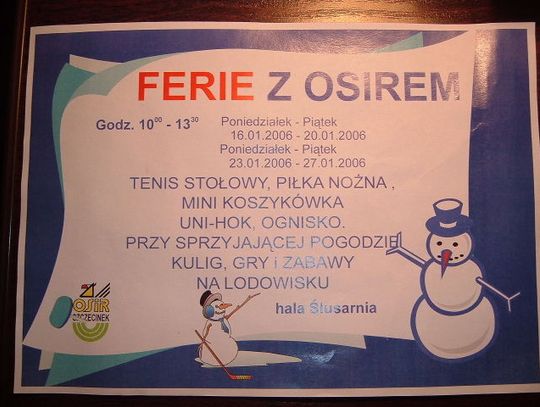 FERIE Z OSIREM
Godz. 10⁰⁰ - 13³⁰ Poniedziałek - Piątek
16.01.2006 - 20.01.2006
Poniedziałek - Piątek
23.01.2006 - 27.01.2006
TENIS STOŁOWY, PIŁKA NOŻNA ,
MINI KOSZYKÓWKA
UNI-HOK, OGNISKO.
PRZY SPRZYJAJĄCEJ POGODZIE
KULIG, GRY i ZABAWY
NA LODOWISKU
hala Ślusarnia
OSiR
SZCZECINEK